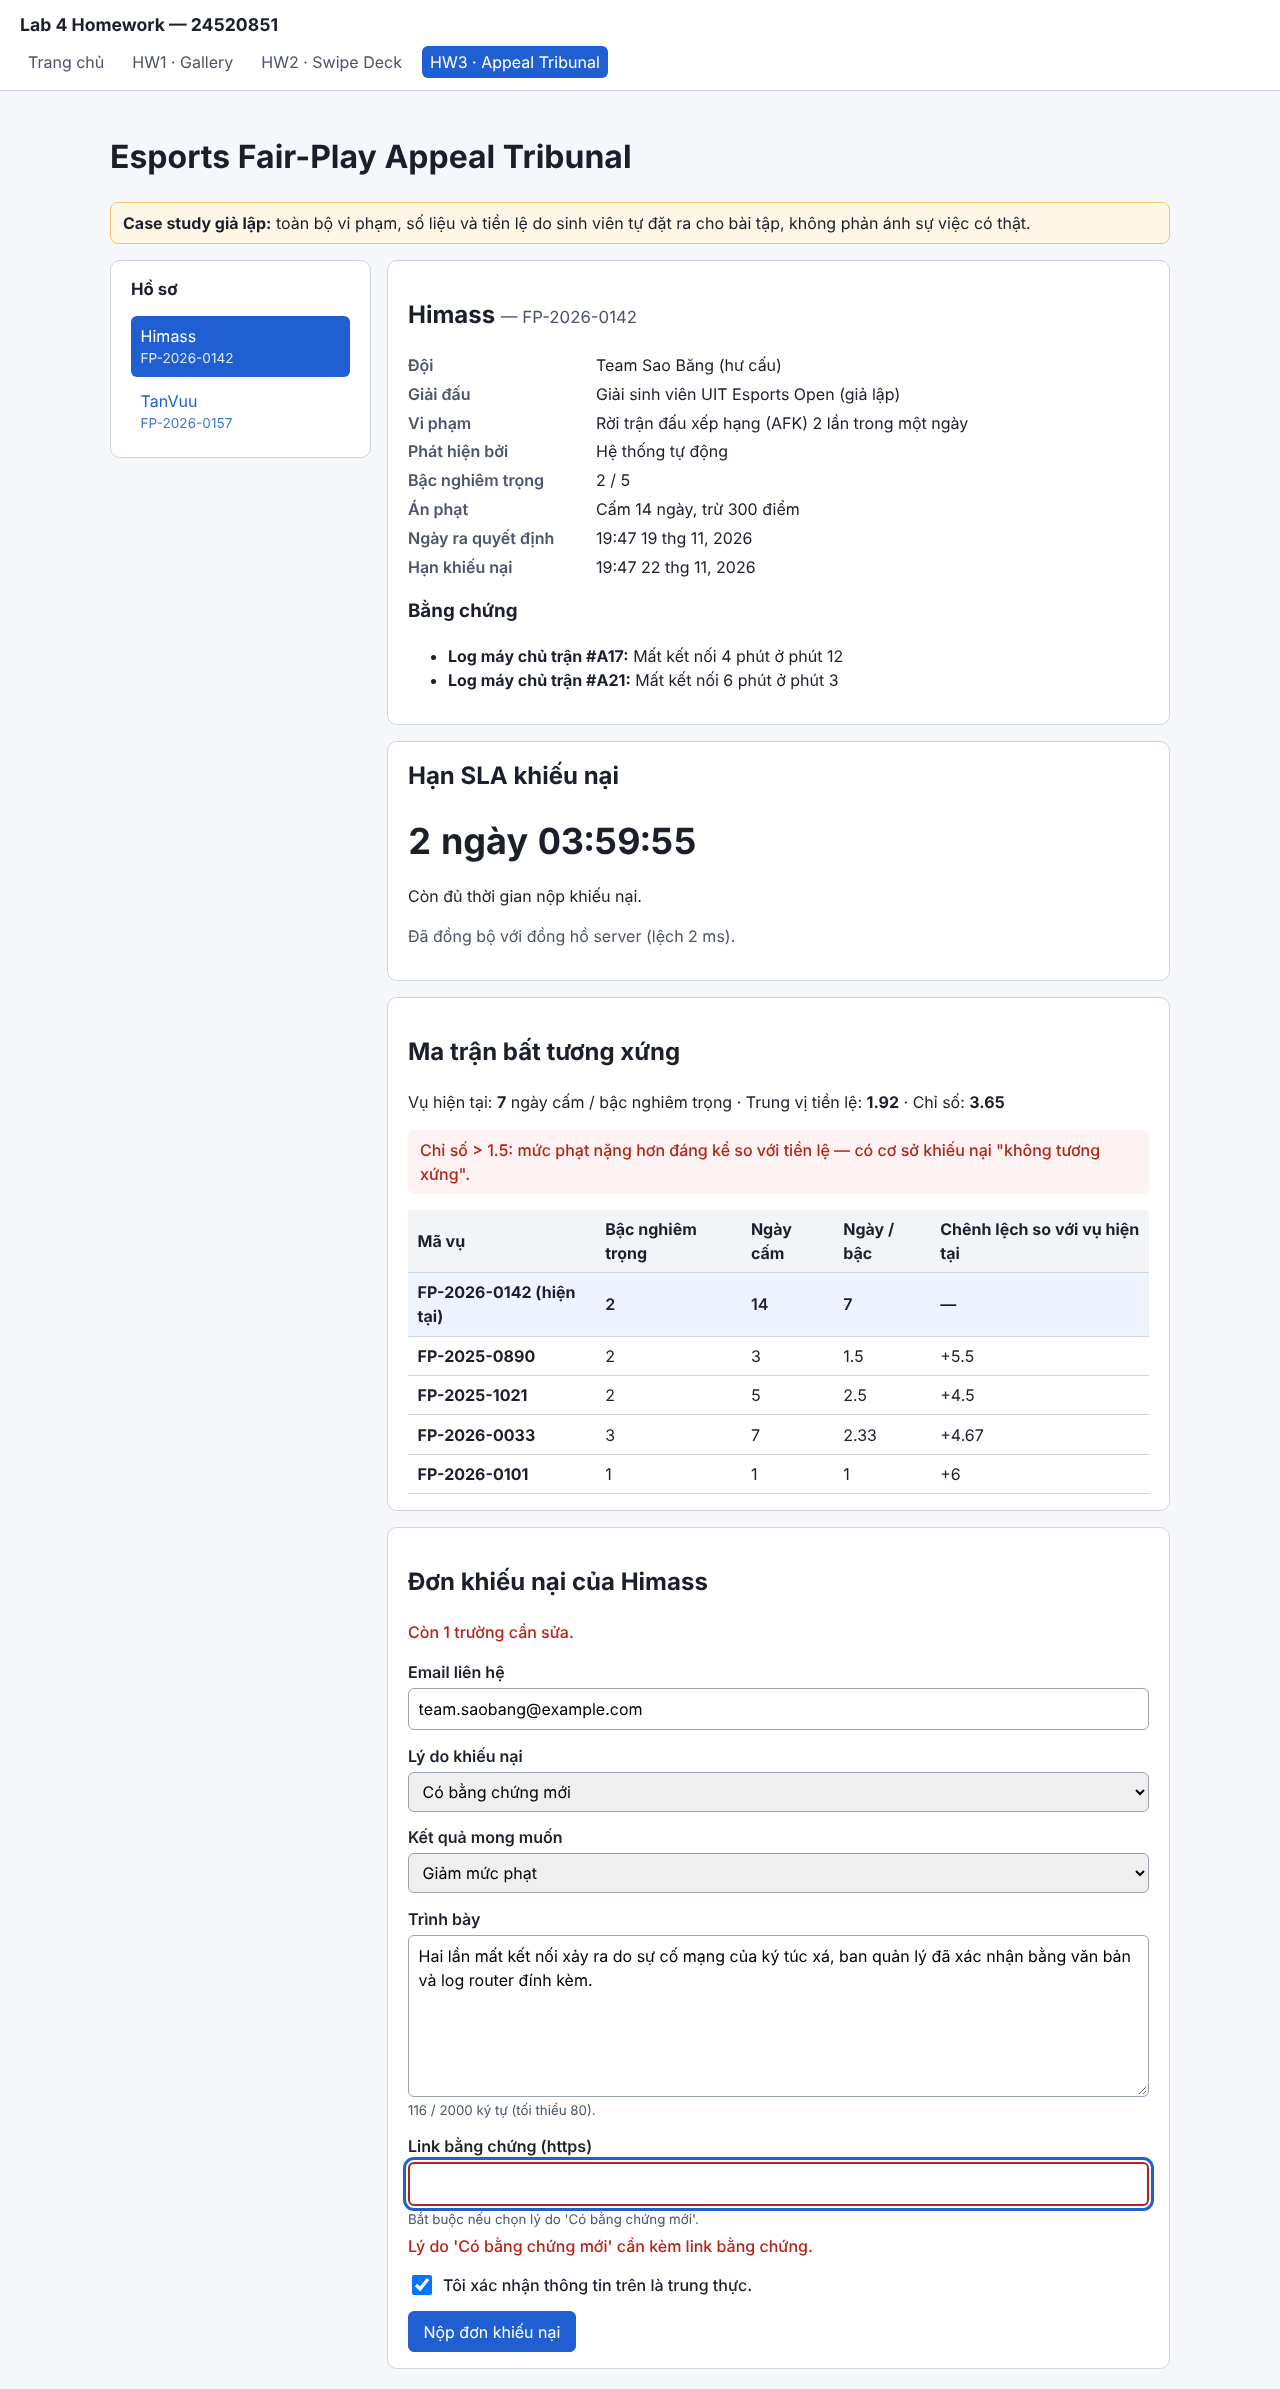 Lab 4 Homework — 24520851
Trang chủ
HW1 · Gallery
HW2 · Swipe Deck
HW3 · Appeal Tribunal
Esports Fair-Play Appeal Tribunal
Case study giả lập: toàn bộ vi phạm, số liệu và tiền lệ do sinh viên tự đặt ra cho bài tập, không phản ánh sự việc có thật.
Hồ sơ
Himass
FP-2026-0142
TanVuu
FP-2026-0157
Himass — FP-2026-0142
Đội Team Sao Băng (hư cấu)
Giải đấu Giải sinh viên UIT Esports Open (giả lập)
Vi phạm Rời trận đấu xếp hạng (AFK) 2 lần trong một ngày
Phát hiện bởi Hệ thống tự động
Bậc nghiêm trọng 2 / 5
Án phạt Cấm 14 ngày, trừ 300 điểm
Ngày ra quyết định 19:47 19 thg 11, 2026
Hạn khiếu nại 19:47 22 thg 11, 2026
Bằng chứng
• Log máy chủ trận #A17: Mất kết nối 4 phút ở phút 12
• Log máy chủ trận #A21: Mất kết nối 6 phút ở phút 3
Hạn SLA khiếu nại
2 ngày 03:59:55
Còn đủ thời gian nộp khiếu nại.
Đã đồng bộ với đồng hồ server (lệch 2 ms).
Ma trận bất tương xứng
Vụ hiện tại: 7 ngày cấm / bậc nghiêm trọng · Trung vị tiền lệ: 1.92 · Chỉ số: 3.65
Chỉ số > 1.5: mức phạt nặng hơn đáng kể so với tiền lệ — có cơ sở khiếu nại "không tương
xứng".
Mã vụ
Bậc nghiêm
trọng
Ngày
cấm
Ngày /
bậc
Chênh lệch so với vụ hiện
tại
FP-2026-0142 (hiện
tại)
2 14 7 —
FP-2025-0890 2 3 1.5 +5.5
FP-2025-1021 2 5 2.5 +4.5
FP-2026-0033 3 7 2.33 +4.67
FP-2026-0101 1 1 1 +6
Đơn khiếu nại của Himass
Còn 1 trường cần sửa.
Email liên hệ
team.saobang@example.com
Lý do khiếu nại
Có bằng chứng mới
Kết quả mong muốn
Giảm mức phạt
Trình bày
Hai lần mất kết nối xảy ra do sự cố mạng của ký túc xá, ban quản lý đã xác nhận bằng văn bản
và log router đính kèm.
116 / 2000 ký tự (tối thiểu 80).
Link bằng chứng (https)
Bắt buộc nếu chọn lý do 'Có bằng chứng mới'.
Lý do 'Có bằng chứng mới' cần kèm link bằng chứng.
Tôi xác nhận thông tin trên là trung thực.
Nộp đơn khiếu nại